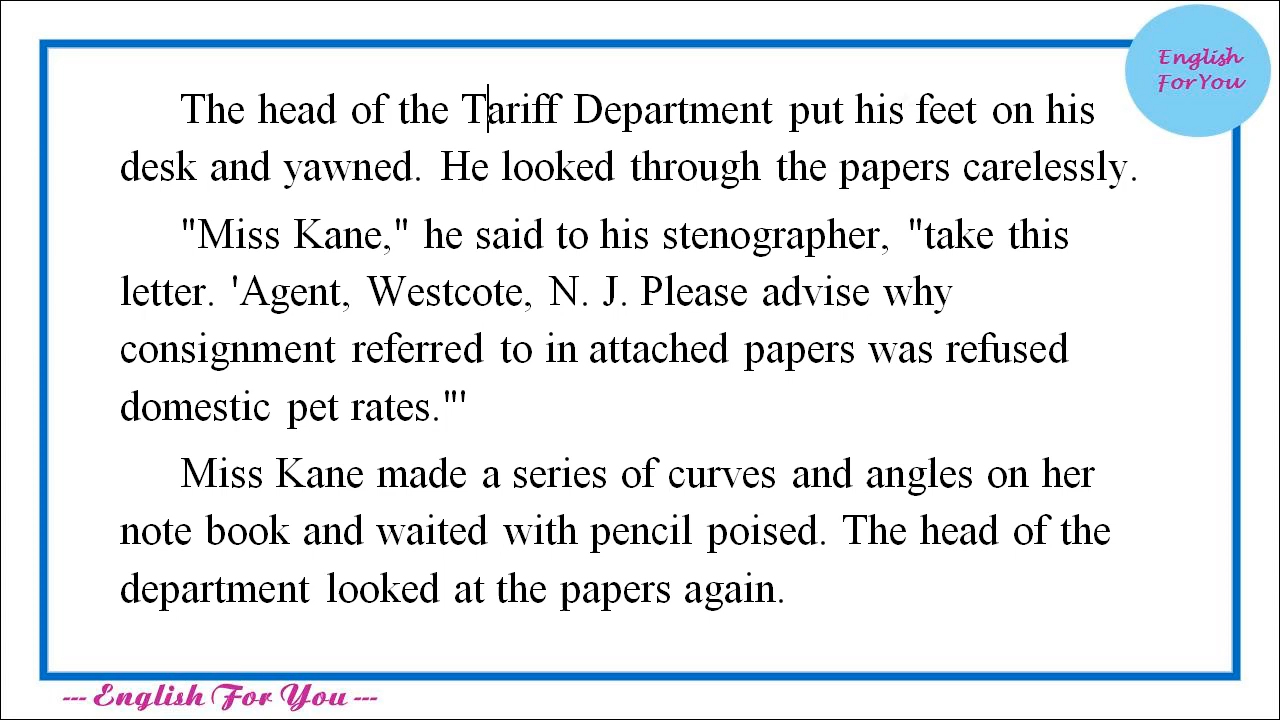 English
ForYou
The head of the Tariff Department put his feet on his
desk and yawned. He looked through the papers carelessly.
"Miss Kane," he said to his stenographer, "take this
letter. 'Agent, Westcote, N. J. Please advise why
consignment referred to in attached papers was refused
domestic pet rates."'
Miss Kane made a series of curves and angles on her
note book and waited with pencil poised. The head of the
department looked at the papers again.
--- English For You ---